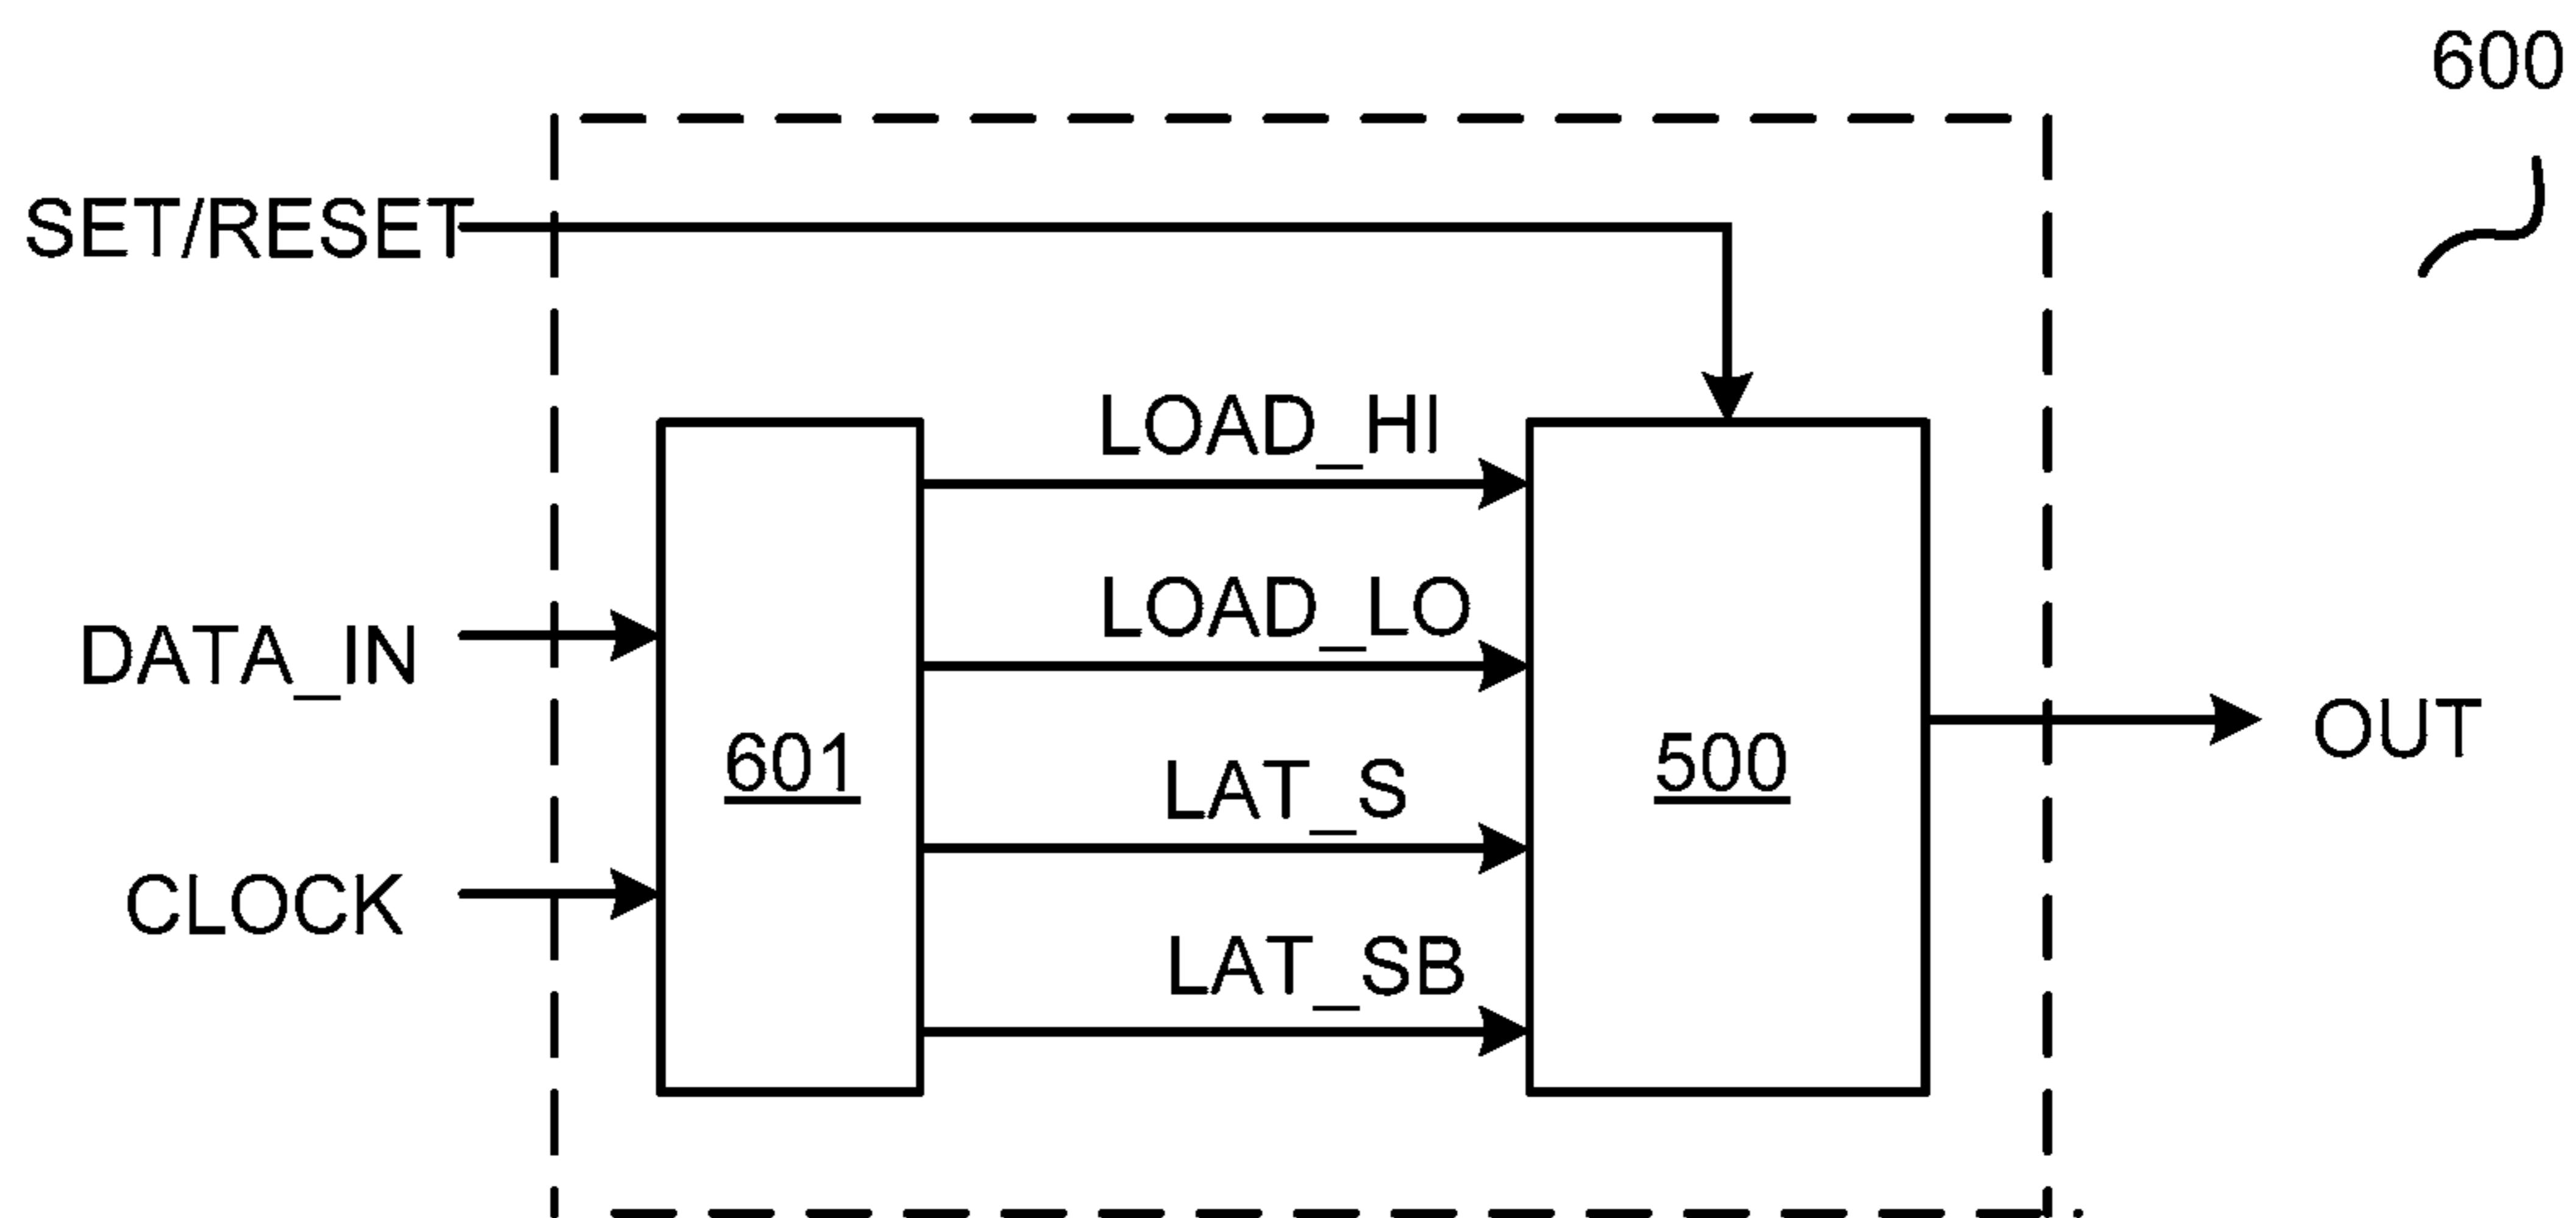 600
SET/RESET
LOAD_HI
LOAD_LO
DATA_IN
601
500
OUT
LAT_S
CLOCK
LAT_SB